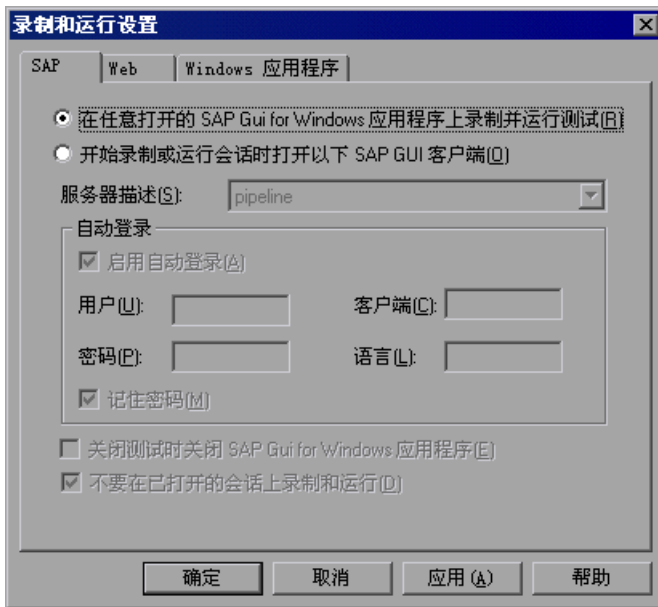 录制和运行设置
SAP Web Windows 应用程序
在任意打开的 SAP Gui for Windows 应用程序上录制并运行测试(R)
开始录制或运行会话时打开以下 SAP GUI 客户端(O)
服务器描述(S): pipeline
自动登录
启用自动登录(A)
用户(U): 客户端(C):
密码(P): 语言(L):
记住密码(M)
关闭测试时关闭 SAP Gui for Windows 应用程序(E)
不要在已打开的会话上录制和运行(D)
确定 取消 应用(A) 帮助